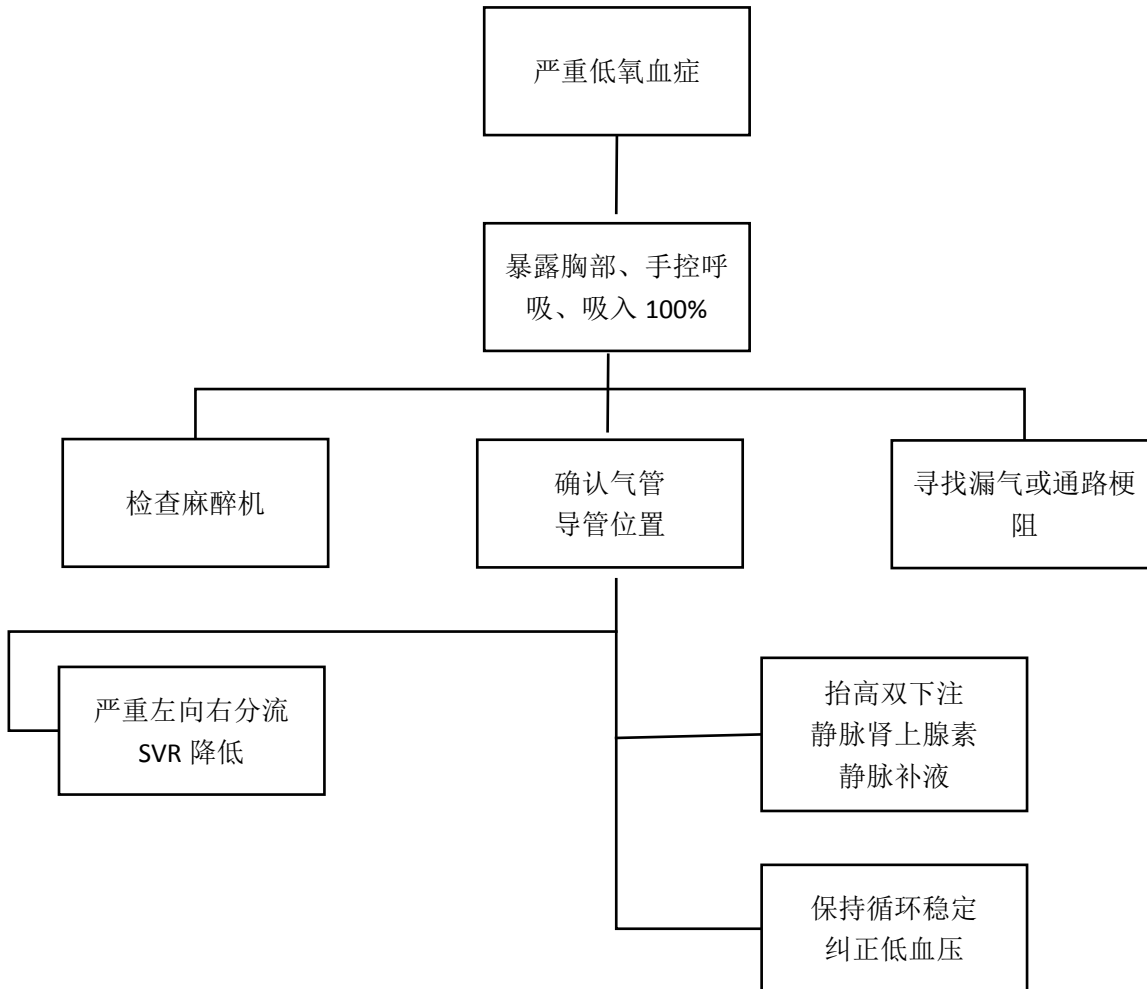 严重低氧血症
暴露胸部、手控呼
吸、吸入 100%
检查麻醉机
确认气管
导管位置
寻找漏气或通路梗
阻
严重左向右分流
SVR 降低
抬高双下注
静脉肾上腺素
静脉补液
保持循环稳定
纠正低血压